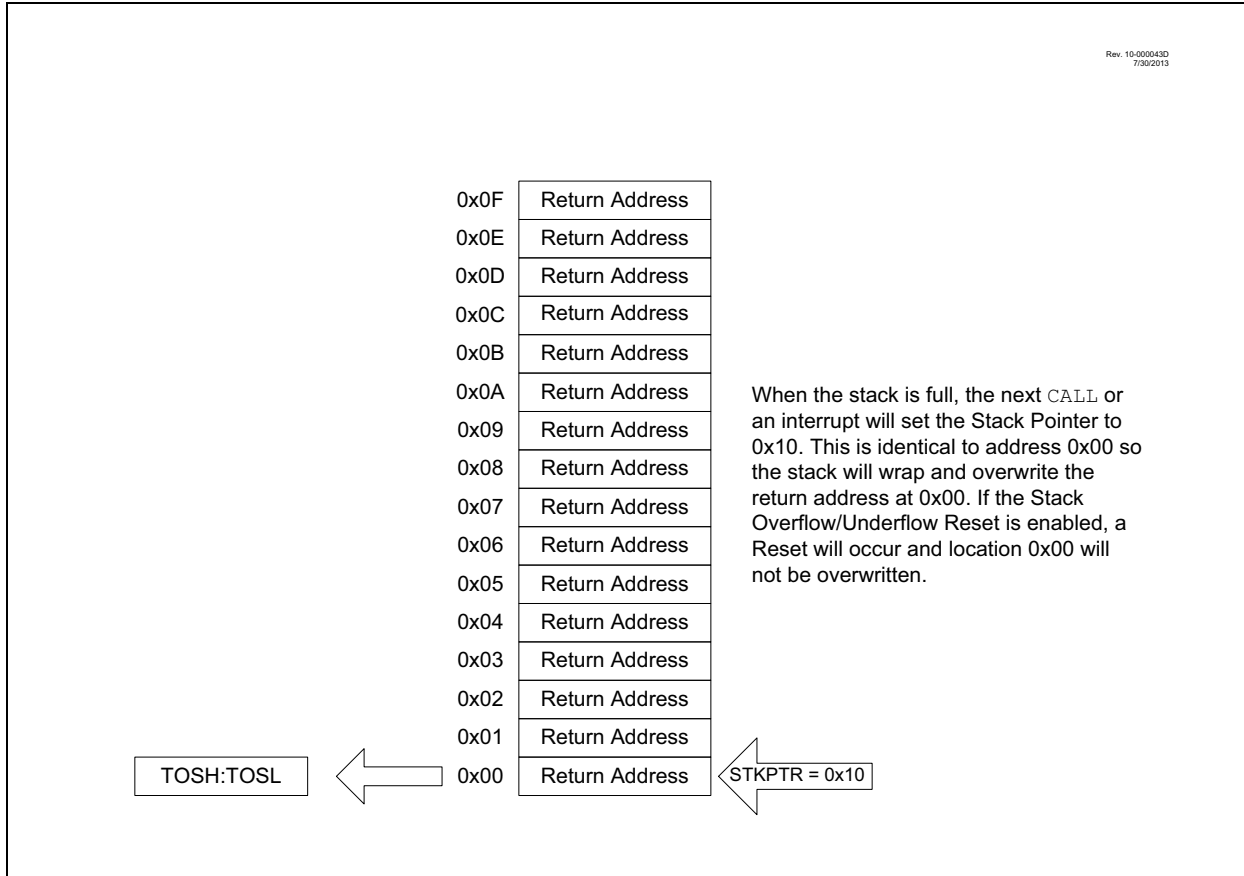 Rev. 10-000043D
7/30/2013
0x0F Return Address
0x0E Return Address
0x0D Return Address
0x0C Return Address
0x0B Return Address
0x0A Return Address
0x09 Return Address
0x08 Return Address
0x07 Return Address
0x06 Return Address
0x05 Return Address
0x04 Return Address
0x03 Return Address
0x02 Return Address
0x01 Return Address
TOSH:TOSL 0x00 Return Address STKPTR = 0x10
When the stack is full, the next CALL or
an interrupt will set the Stack Pointer to
0x10. This is identical to address 0x00 so
the stack will wrap and overwrite the
return address at 0x00. If the Stack
Overflow/Underflow Reset is enabled, a
Reset will occur and location 0x00 will
not be overwritten.